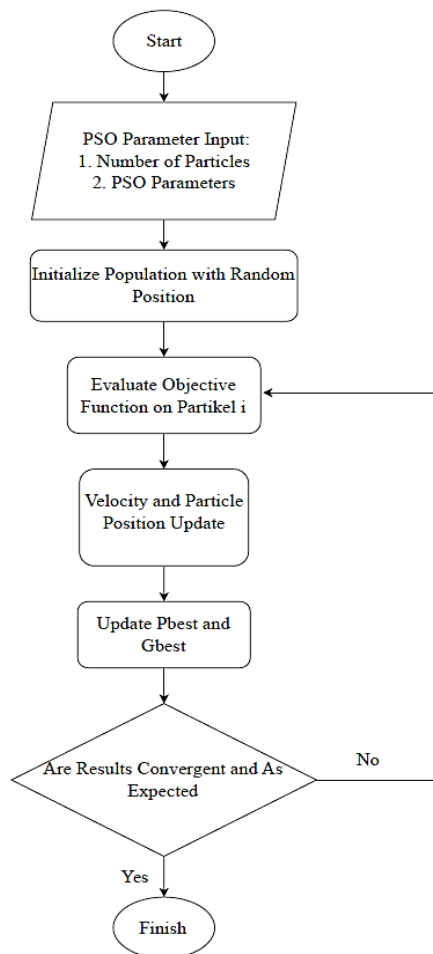 Start
PSO Parameter Input:
1. Number of Particles
2. PSO Parameters
Initialize Population with Random
Position
Evaluate Objective
Function on Partikel i
Velocity and Particle
Position Update
Update Pbest and
Gbest
Are Results Convergent and As
Expected
No
Yes
Finish